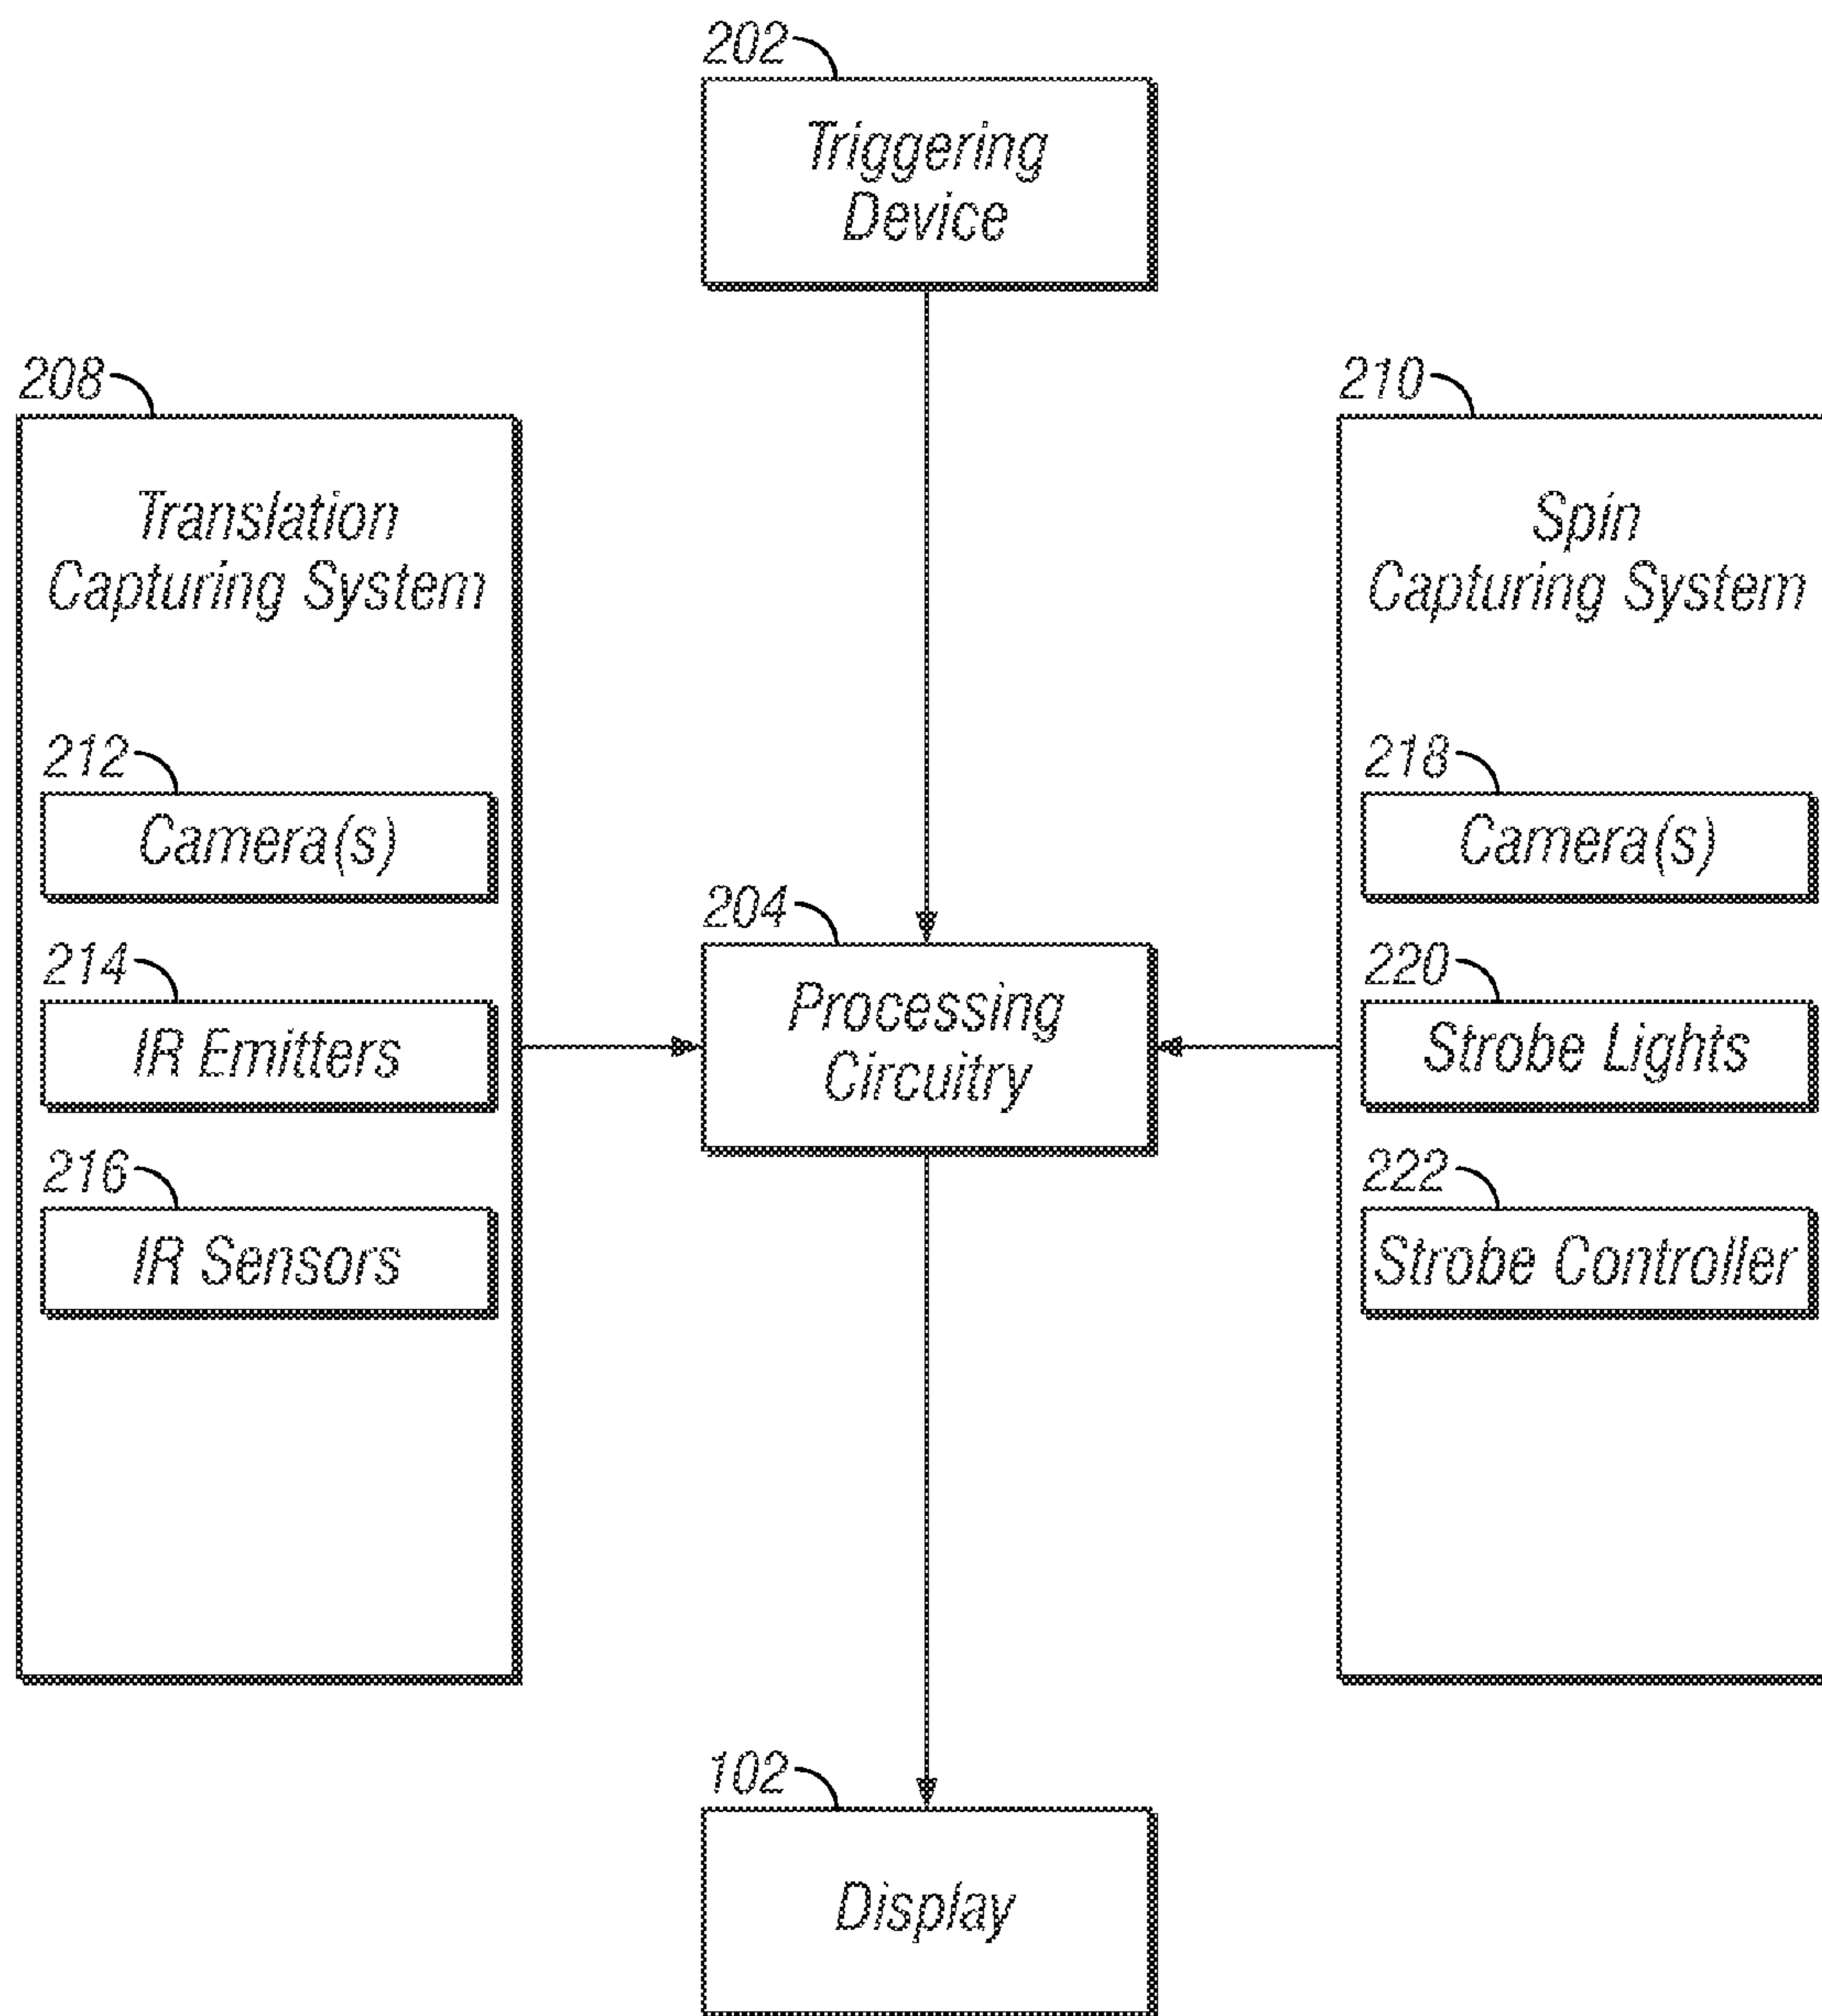 202
Triggering
Device
208
Translation
Capturing System
212
Camera(s)
214
IR Emitters
216
IR Sensors
204
Processing
Circuitry
210
Spin
Capturing System
218
Camera(s)
220
Strobe Lights
222
Strobe Controller
102
Display